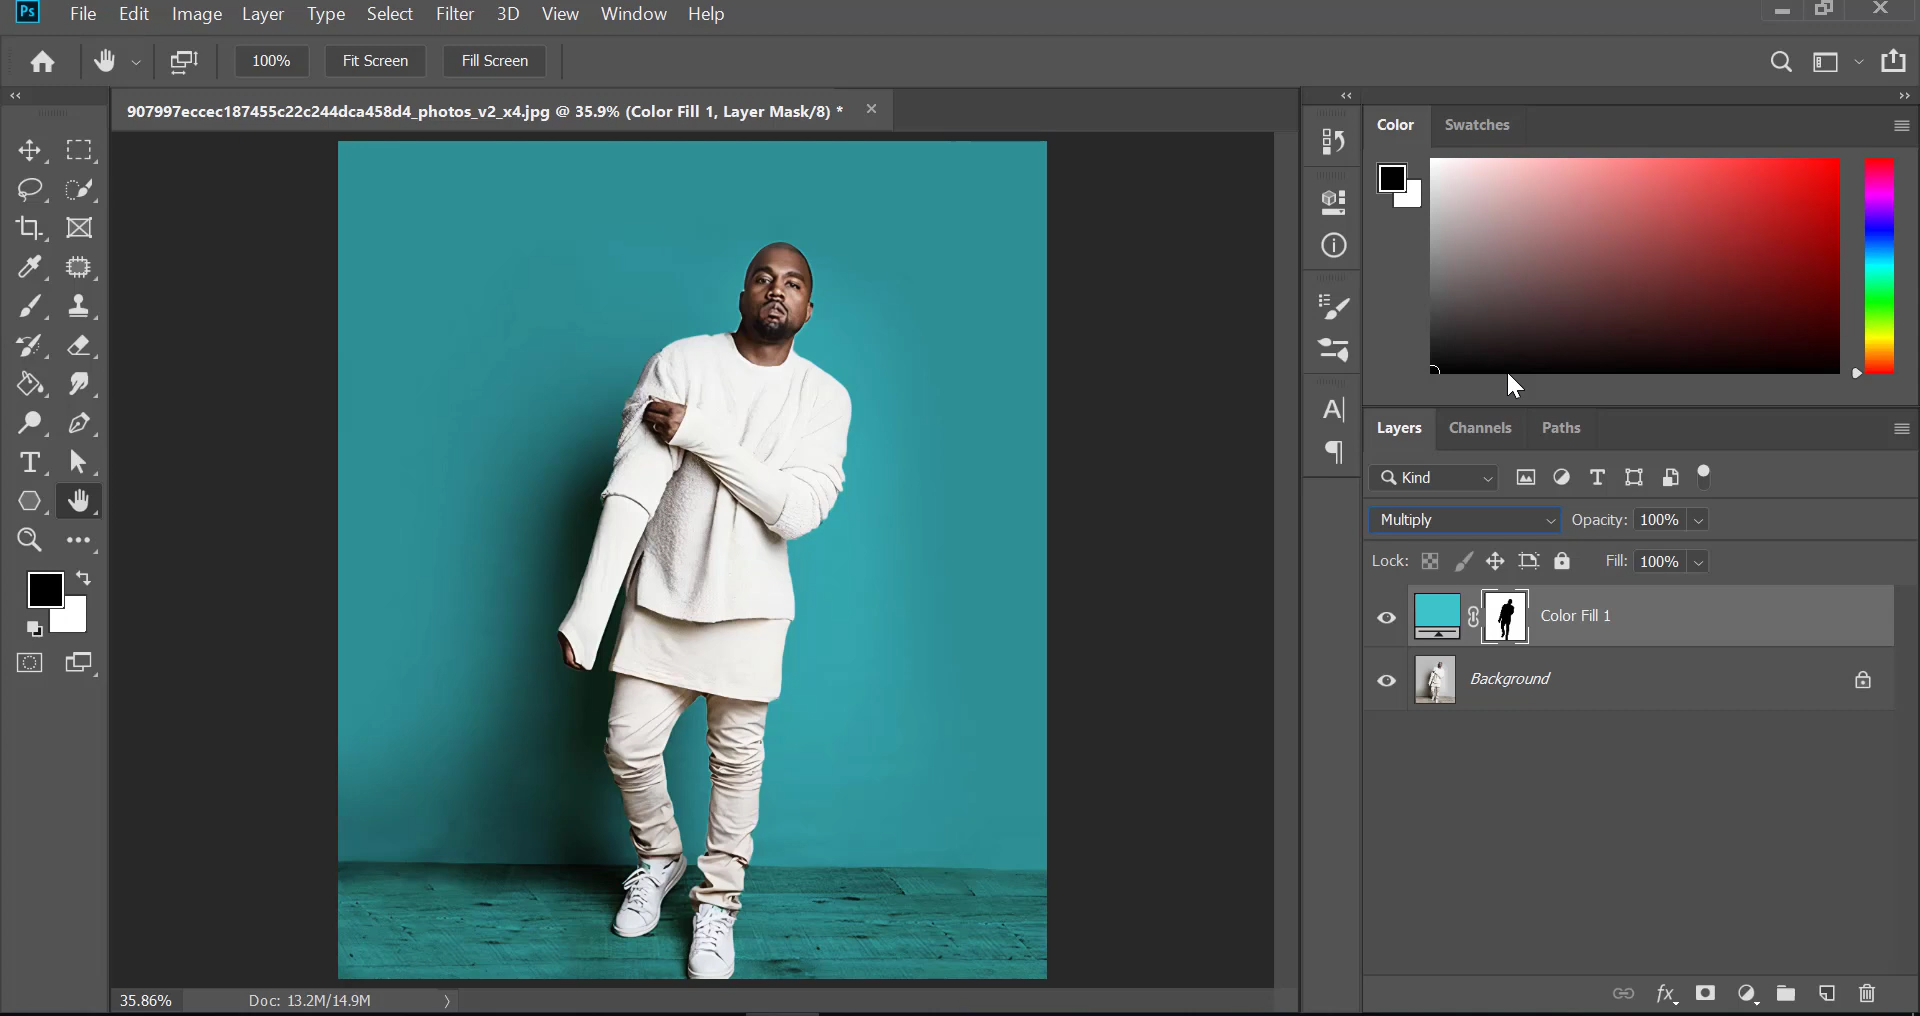 Ps File Edit Image Layer Type Select Filter 3D View Window Help
100% Fit Screen Fill Screen
907997eccec187455c22c244dca458d4_photos_v2_x4.jpg @ 35.9% (Color Fill 1, Layer Mask/8) *
Color Swatches
Layers Channels Paths
Kind
Multiply Opacity: 100%
Lock: Fill: 100%
Color Fill 1
Background
fx
35.86% Doc: 13.2M/14.9M